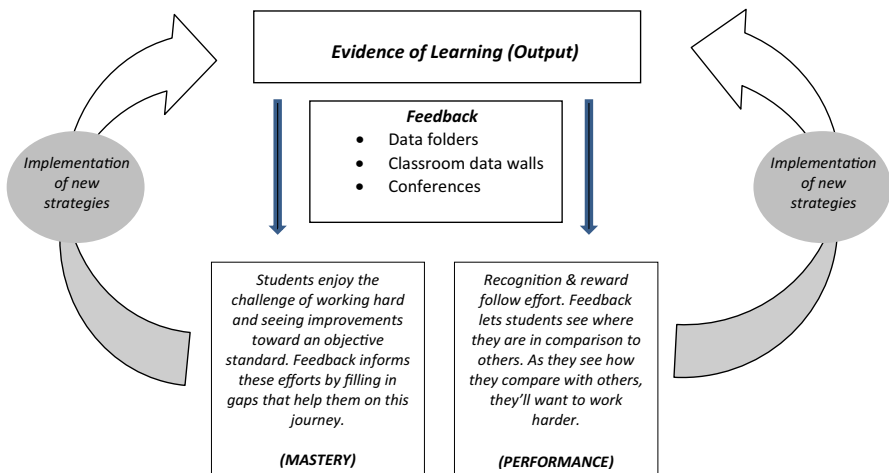 Evidence of Learning (Output)
Feedback
• Data folders
• Classroom data walls
• Conferences
Implementation
of new
strategies
Implementation
of new
strategies
Students enjoy the
challenge of working hard
and seeing improvements
toward an objective
standard. Feedback informs
these efforts by filling in
gaps that help them on this
journey.
(MASTERY)
Recognition & reward
follow effort. Feedback
lets students see where
they are in comparison to
others. As they see how
they compare with others,
they’ll want to work
harder.
(PERFORMANCE)